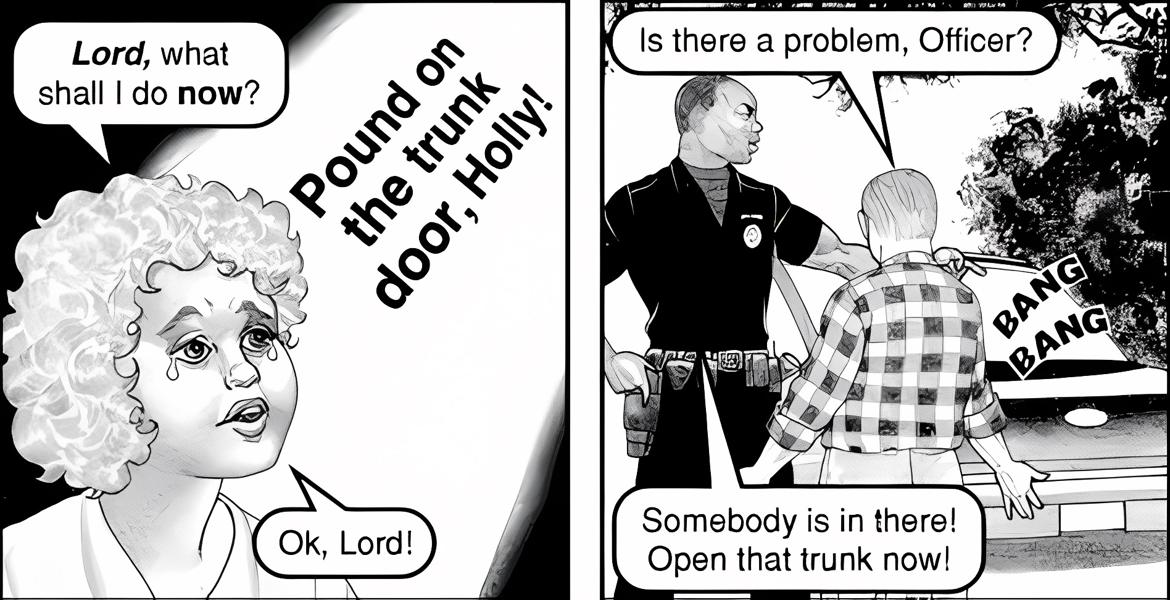 Lord, what
shall I do now?
Pound on
the trunk
door, Holly!
Ok, Lord!
Is there a problem, Officer?
BANG
BANG
Somebody is in there!
Open that trunk now!